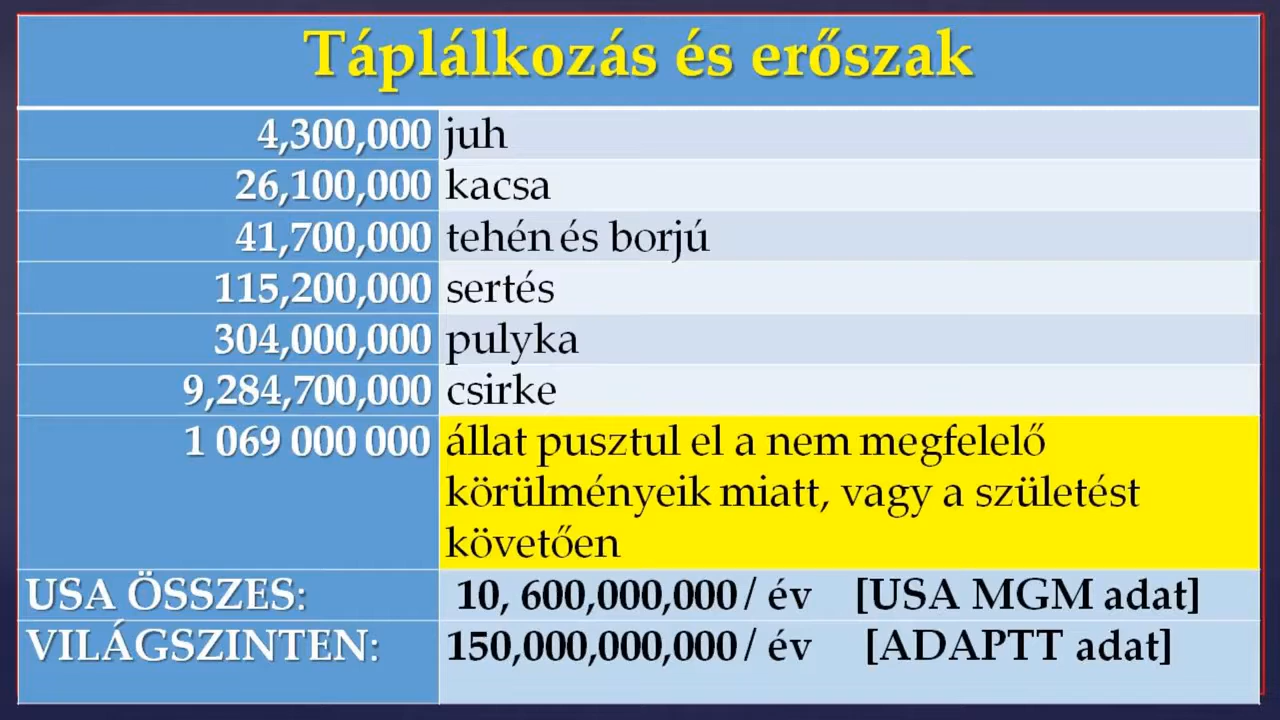 Táplálkozás és erőszak
4,300,000 juh
26,100,000 kacsa
41,700,000 tehén és borjú
115,200,000 sertés
304,000,000 pulyka
9,284,700,000 csirke
1 069 000 000 állat pusztul el a nem megfelelő
körülményeik miatt, vagy a születést
követően
USA ÖSSZES: 10, 600,000,000 / év [USA MGM adat]
VILÁGSZINTEN: 150,000,000,000 / év [ADAPTT adat]